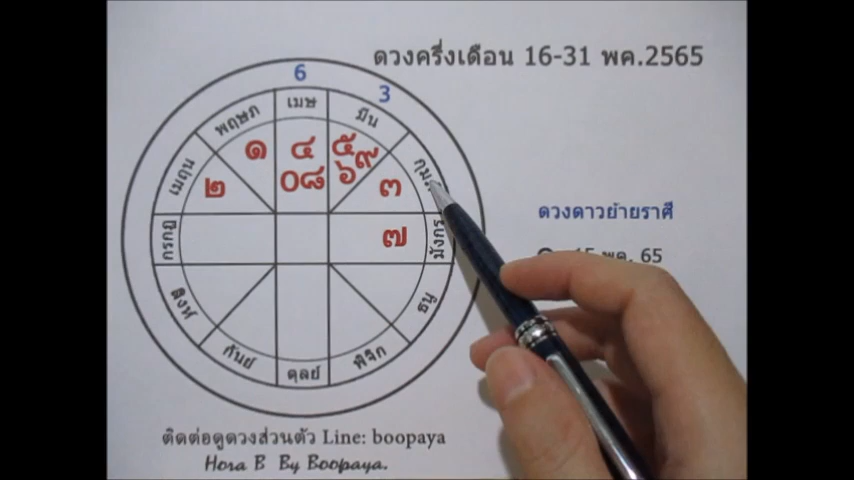 ดวงครึ่งเดือน 16-31 พค.2565
6
3
เมษ
พฤษภ
มีน
เมถุน
๑
๔
๕
๙
๒
๐๘
๖
๓
ดวงดาวย้ายราศี
กรกฎ
๗
มังกร
15 พค. 65
สิงห์
ธนู
กันย์
ตุลย์
พิจิก
ติดต่อดูดวงส่วนตัว Line: boopaya
Hora B By Boopaya.